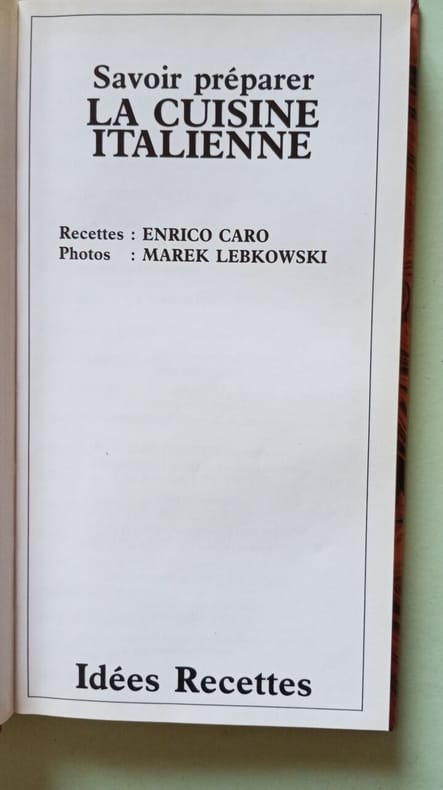 Savoir préparer
LA CUISINE
ITALIENNE
Recettes : ENRICO CARO
Photos : MAREK LEBKOWSKI
Idées Recettes